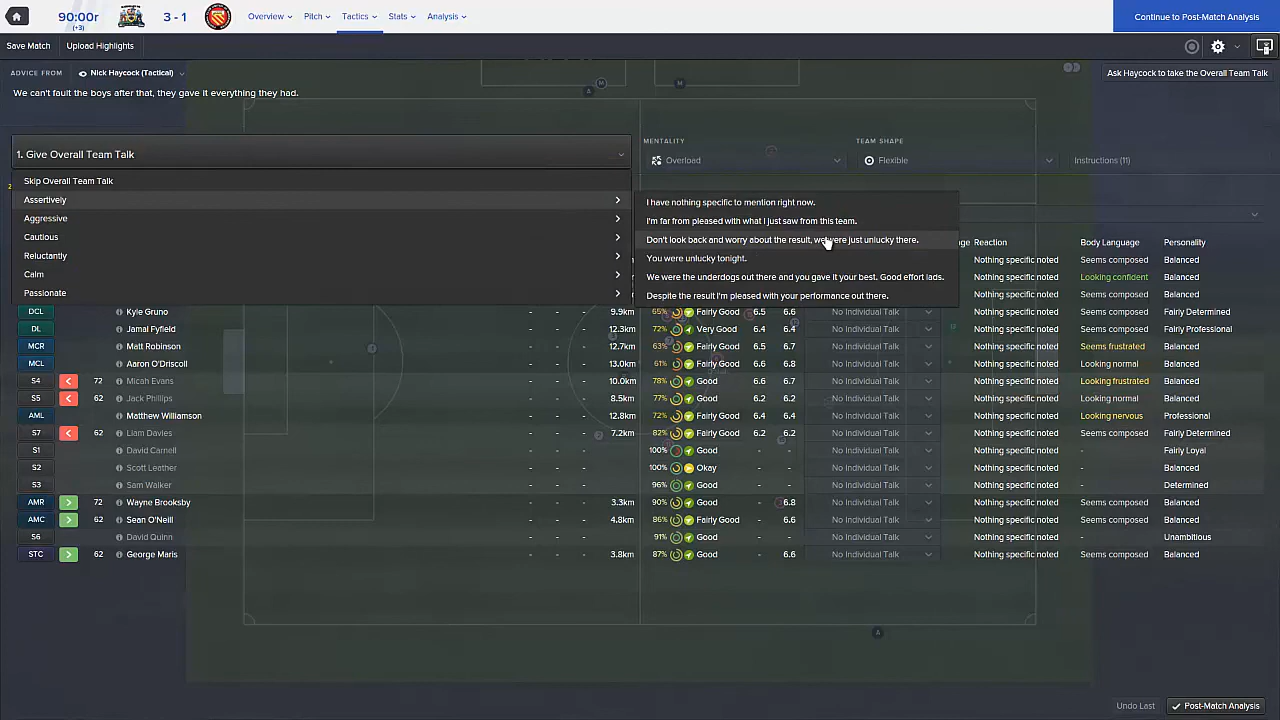 90:00r
(+3)
3 - 1
Overview
Pitch
Tactics
Stats
Analysis
Continue to Post-Match Analysis
Save Match
Upload Highlights
ADVICE FROM
Nick Haycock (Tactical)
Ask Haycock to take the Overall Team Talk
We can't fault the boys after that, they gave it everything they had.
1. Give Overall Team Talk
MENTALITY
Overload
TEAM SHAPE
Flexible
Instructions (11)
Skip Overall Team Talk
Assertively
Aggressive
Cautious
Reluctantly
Calm
Passionate
I have nothing specific to mention right now.
I'm far from pleased with what I just saw from this team.
Don't look back and worry about the result, we were just unlucky there.
You were unlucky tonight.
We were the underdogs out there and you gave it your best. Good effort lads.
Despite the result I'm pleased with your performance out there.
Reaction Body Language Personality
Nothing specific noted Seems composed Balanced
Nothing specific noted Looking confident Balanced
Nothing specific noted Seems composed Balanced
DCL Kyle Gruno - - - 9.9km 65% Fairly Good 6.5 6.6 No Individual Talk Nothing specific noted Seems composed Fairly Determined
DL Jamal Fyfield - - - 12.3km 72% Very Good 6.4 6.4 No Individual Talk Nothing specific noted Seems composed Fairly Professional
MCR Matt Robinson - - - 12.7km 63% Fairly Good 6.5 6.7 No Individual Talk Nothing specific noted Seems frustrated Balanced
MCL Aaron O'Driscoll - - - 13.0km 61% Fairly Good 6.6 6.8 No Individual Talk Nothing specific noted Looking normal Balanced
S4 72 Micah Evans - - - 10.0km 78% Good 6.6 6.7 No Individual Talk Nothing specific noted Looking frustrated Balanced
S5 62 Jack Phillips - - - 8.5km 77% Good 6.2 6.2 No Individual Talk Nothing specific noted Looking normal Balanced
AML Matthew Williamson - - - 12.8km 72% Fairly Good 6.4 6.4 No Individual Talk Nothing specific noted Looking nervous Professional
S7 62 Liam Davies - - - 7.2km 82% Fairly Good 6.2 6.2 No Individual Talk Nothing specific noted Seems composed Fairly Determined
S1 David Carnell - - - 100% Good - - No Individual Talk Nothing specific noted - Fairly Loyal
S2 Scott Leather - - - 100% Okay - - No Individual Talk Nothing specific noted - Balanced
S3 Sam Walker - - - 96% Good - - No Individual Talk Nothing specific noted - Determined
AMR 72 Wayne Brooksby - - - 3.3km 90% Good - 6.8 No Individual Talk Nothing specific noted Seems composed Balanced
AMC 62 Sean O'Neill - - - 4.8km 86% Fairly Good - 6.6 No Individual Talk Nothing specific noted Seems composed Balanced
S6 David Quinn - - - 91% Good - - No Individual Talk Nothing specific noted - Unambitious
STC 62 George Maris - - - 3.8km 87% Good - 6.6 No Individual Talk Nothing specific noted Seems composed Balanced
Undo Last
Post-Match Analysis